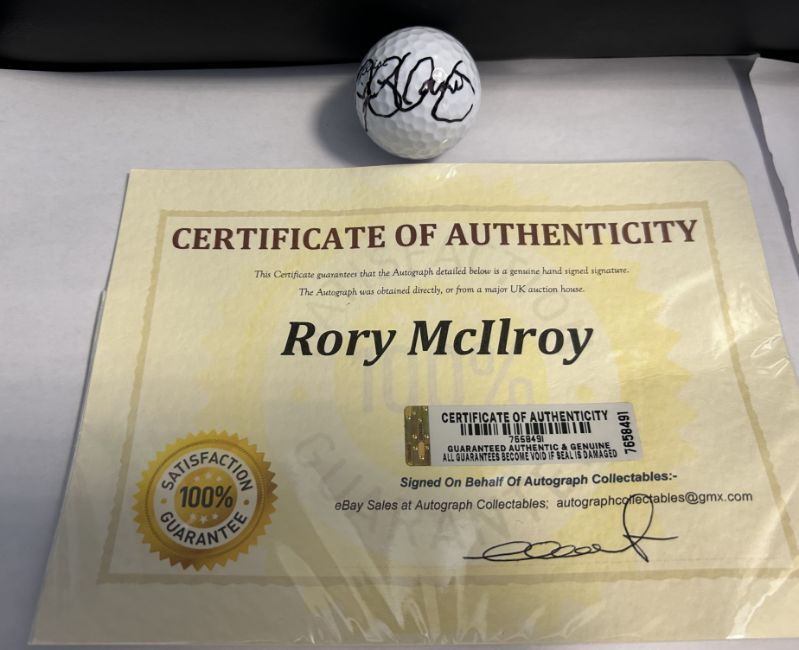 CERTIFICATE OF AUTHENTICITY
This Certificate guarantees that the Autograph detailed below is a genuine hand signed signature.
The Autograph was obtained directly, or from a major UK auction house.
Rory McIlroy
100%
CERTIFICATE OF AUTHENTICITY
7658491
GUARANTEED AUTHENTIC & GENUINE
ALL GUARANTEES BECOME VOID IF SEAL IS DAMAGED
7658491
SATISFACTION
100%
GUARANTEE
Signed On Behalf Of Autograph Collectables:-
eBay Sales at Autograph Collectables; autographcollectables@gmx.com